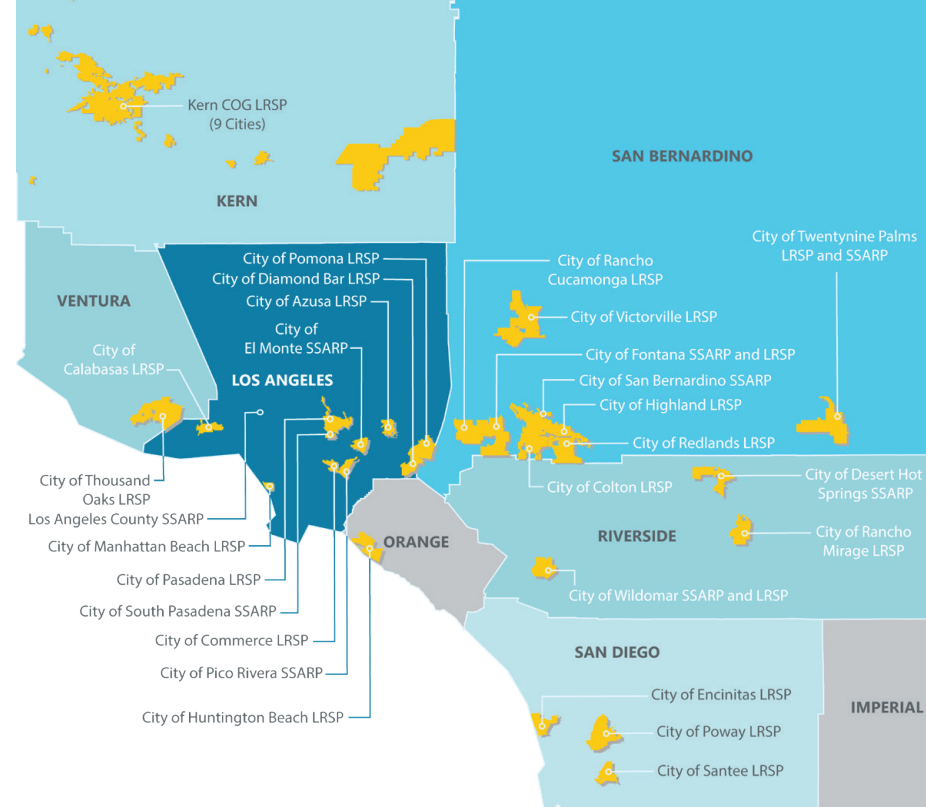 Kern COG LRSP
(9 Cities)
SAN BERNARDINO
KERN
City of Twentynine Palms
LRSP and SSARP
City of Pomona LRSP
City of Rancho
Cucamonga LRSP
City of Diamond Bar LRSP
VENTURA
City of Azusa LRSP
City of Victorville LRSP
City of
El Monte SSARP
City of
Calabasas LRSP
City of Fontana SSARP and LRSP
LOS ANGELES
City of San Bernardino SSARP
City of Highland LRSP
City of Redlands LRSP
City of Thousand
Oaks LRSP
City of Colton LRSP
City of Desert Hot
Springs SSARP
Los Angeles County SSARP
City of Manhattan Beach LRSP
ORANGE
RIVERSIDE
City of Rancho
Mirage LRSP
City of Pasadena LRSP
City of Wildomar SSARP and LRSP
City of South Pasadena SSARP
City of Commerce LRSP
SAN DIEGO
City of Pico Rivera SSARP
City of Encinitas LRSP
IMPERIAL
City of Huntington Beach LRSP
City of Poway LRSP
City of Santee LRSP